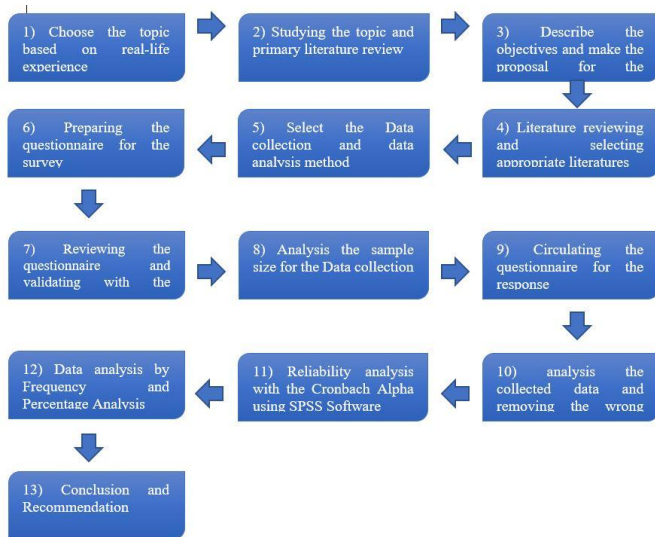 1) Choose the topic
based on real-life
experience
2) Studying the topic and
primary literature review
3) Describe the
objectives and make the
proposal for the
4) Literature reviewing
and selecting
appropriate literatures
5) Select the Data
collection and data
analysis method
6) Preparing the
questionnaire for the
survey
7) Reviewing the
questionnaire and
validating with the
8) Analysis the sample
size for the Data collection
9) Circulating the
questionnaire for the
response
10) analysis the
collected data and
removing the wrong
11) Reliability analysis
with the Cronbach Alpha
using SPSS Software
12) Data analysis by
Frequency and
Percentage Analysis
13) Conclusion and
Recommendation